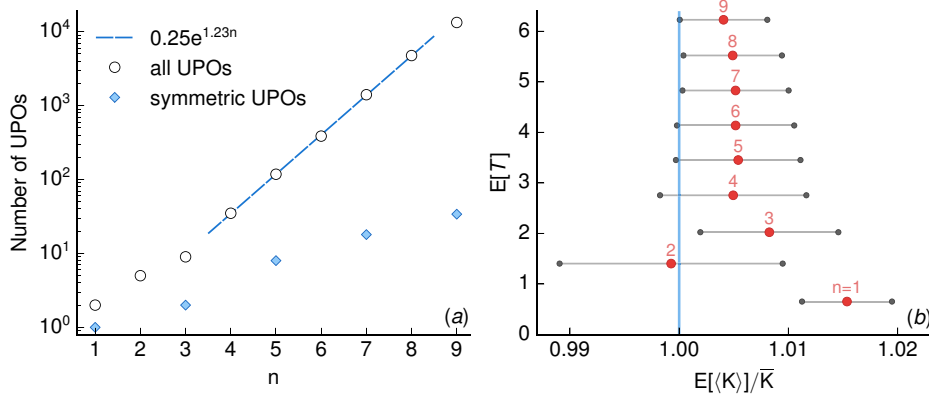 10^4
10^3
10^2
10^1
10^0
Number of UPOs
0.25e^{1.23n}
all UPOs
symmetric UPOs
(a)
1 2 3 4 5 6 7 8 9
n
6
5
4
3
2
1
0
E[T]
9
8
7
6
5
4
3
2
n=1
(b)
0.99 1.00 1.01 1.02
E[⟨K⟩]/K̅